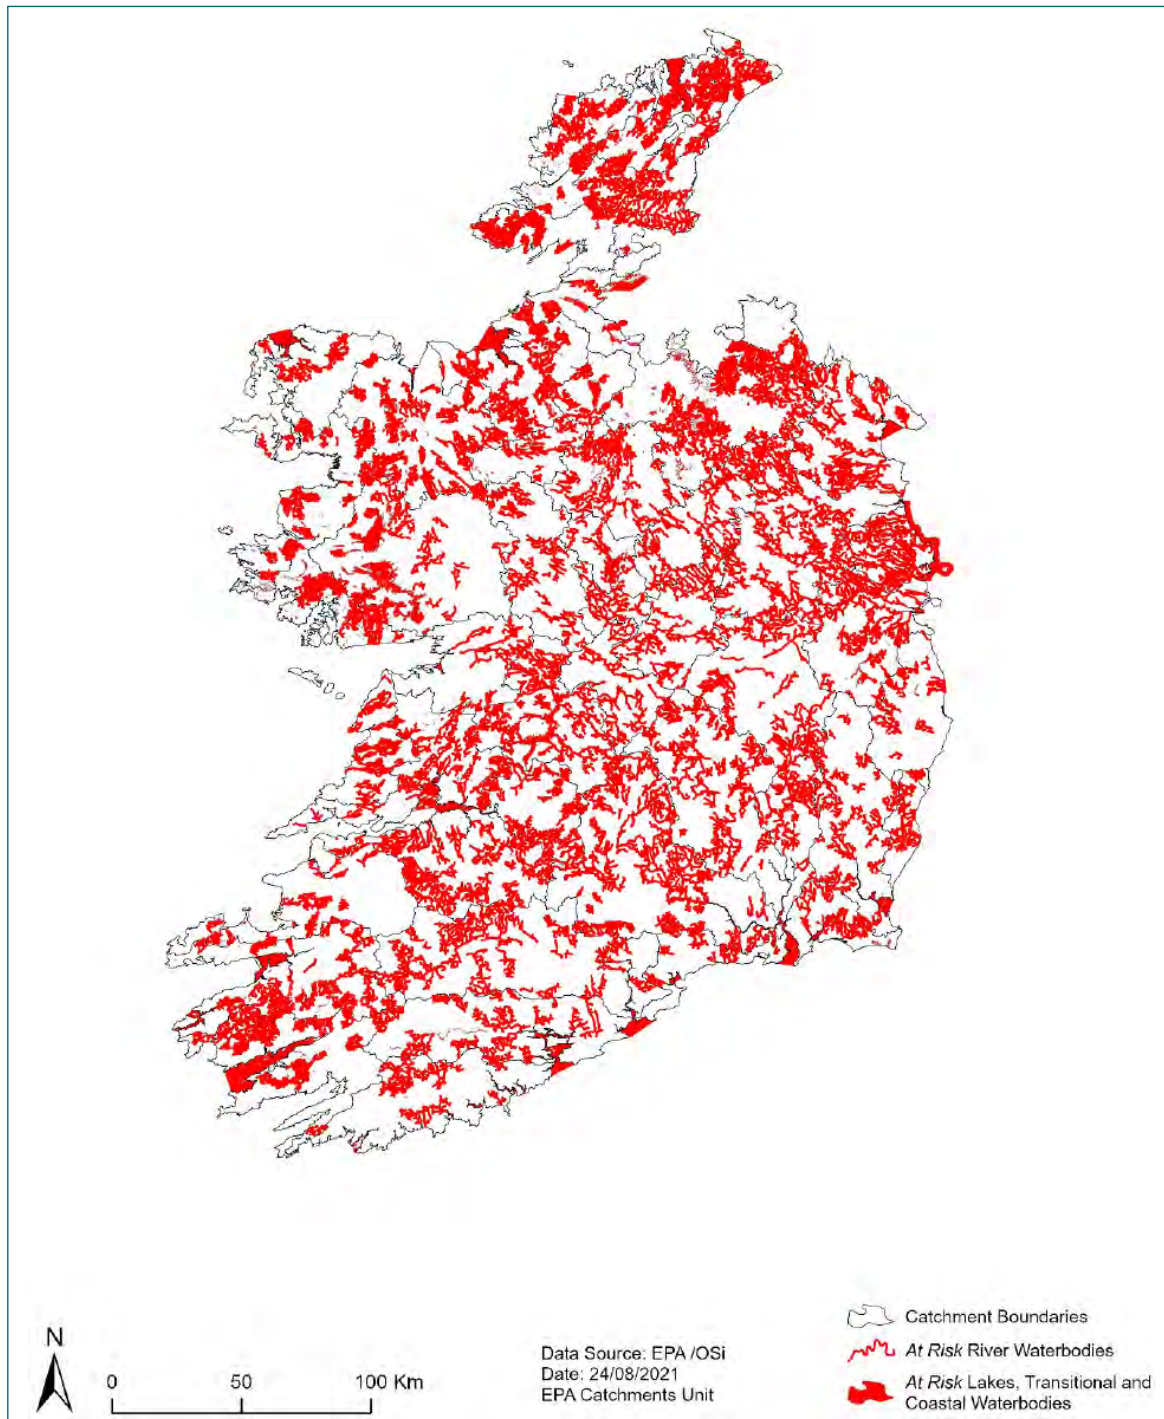 N
0 50 100 Km
Data Source: EPA /OSi
Date: 24/08/2021
EPA Catchments Unit
Catchment Boundaries
At Risk River Waterbodies
At Risk Lakes, Transitional and
Coastal Waterbodies